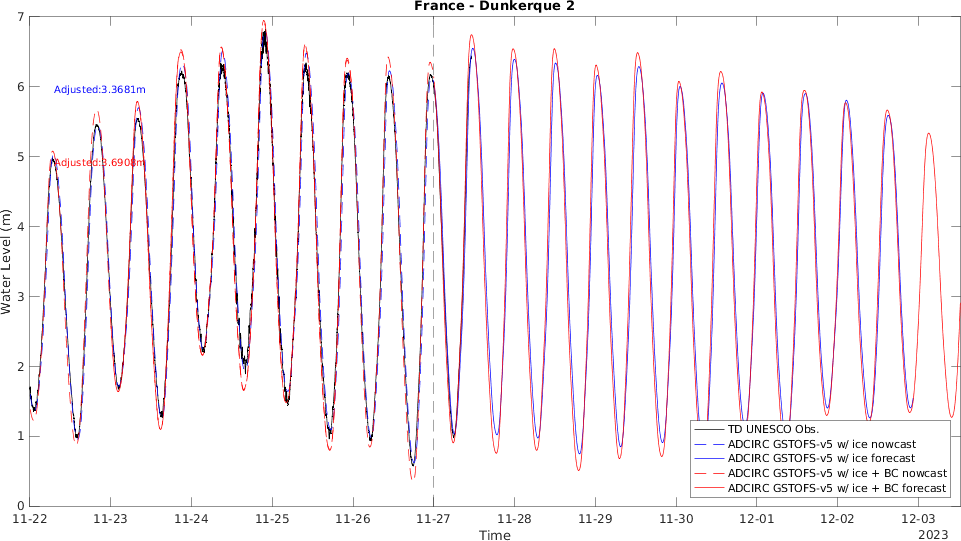 France - Dunkerque 2
7
6
5
4
3
2
1
0
Water Level (m)
Adjusted:3.3681m
Adjusted:3.6908m
TD UNESCO Obs.
ADCIRC GSTOFS-v5 w/ ice nowcast
ADCIRC GSTOFS-v5 w/ ice forecast
ADCIRC GSTOFS-v5 w/ ice + BC nowcast
ADCIRC GSTOFS-v5 w/ ice + BC forecast
11-22 11-23 11-24 11-25 11-26 11-27 11-28 11-29 11-30 12-01 12-02 12-03
Time
2023